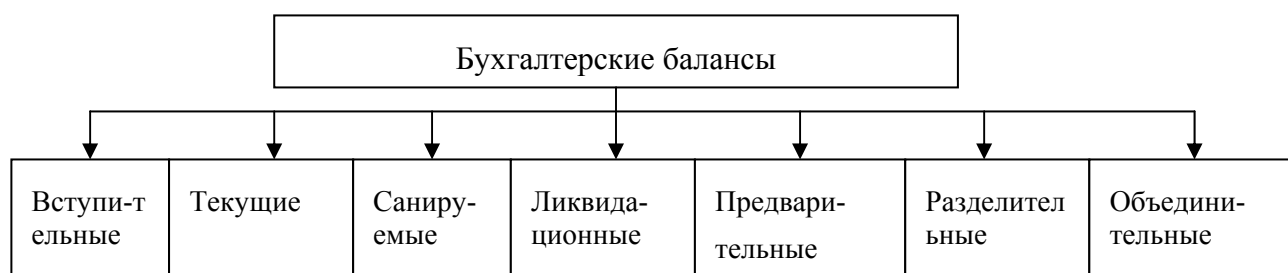 Бухгалтерские балансы
Вступи-т
ельные
Текущие
Саниру-
емые
Ликвида-
ционные
Предвари-
тельные
Разделител
ьные
Объедини-
тельные